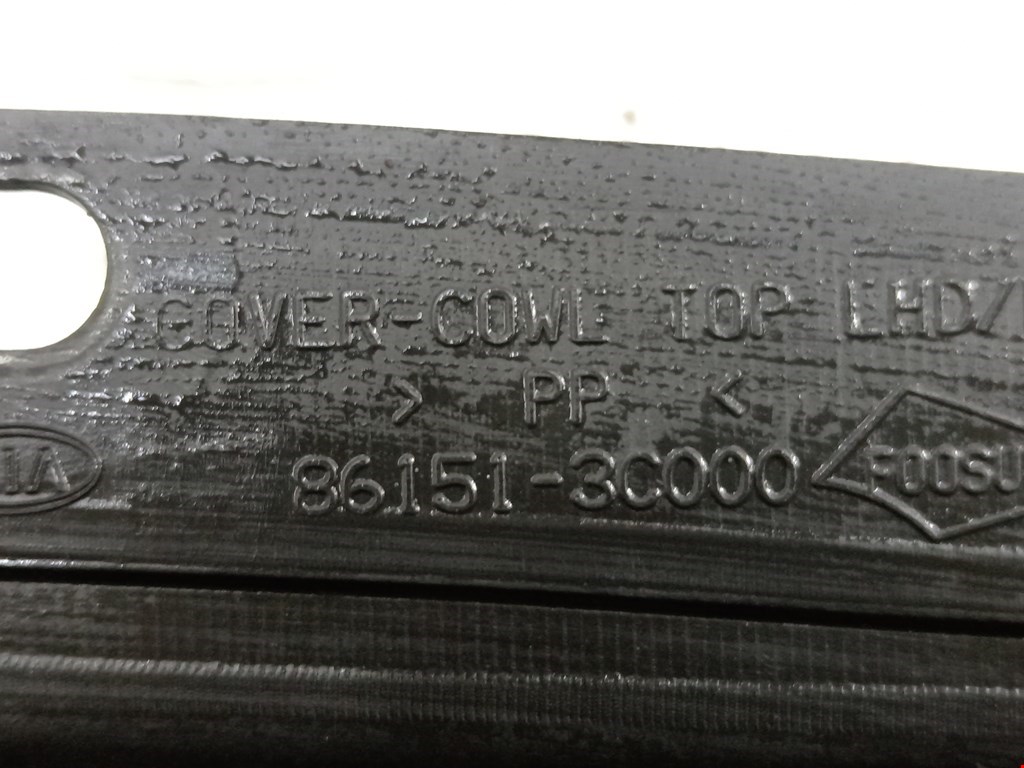 COVER-COWL TOP LHD/
> PP <
86151-3C000